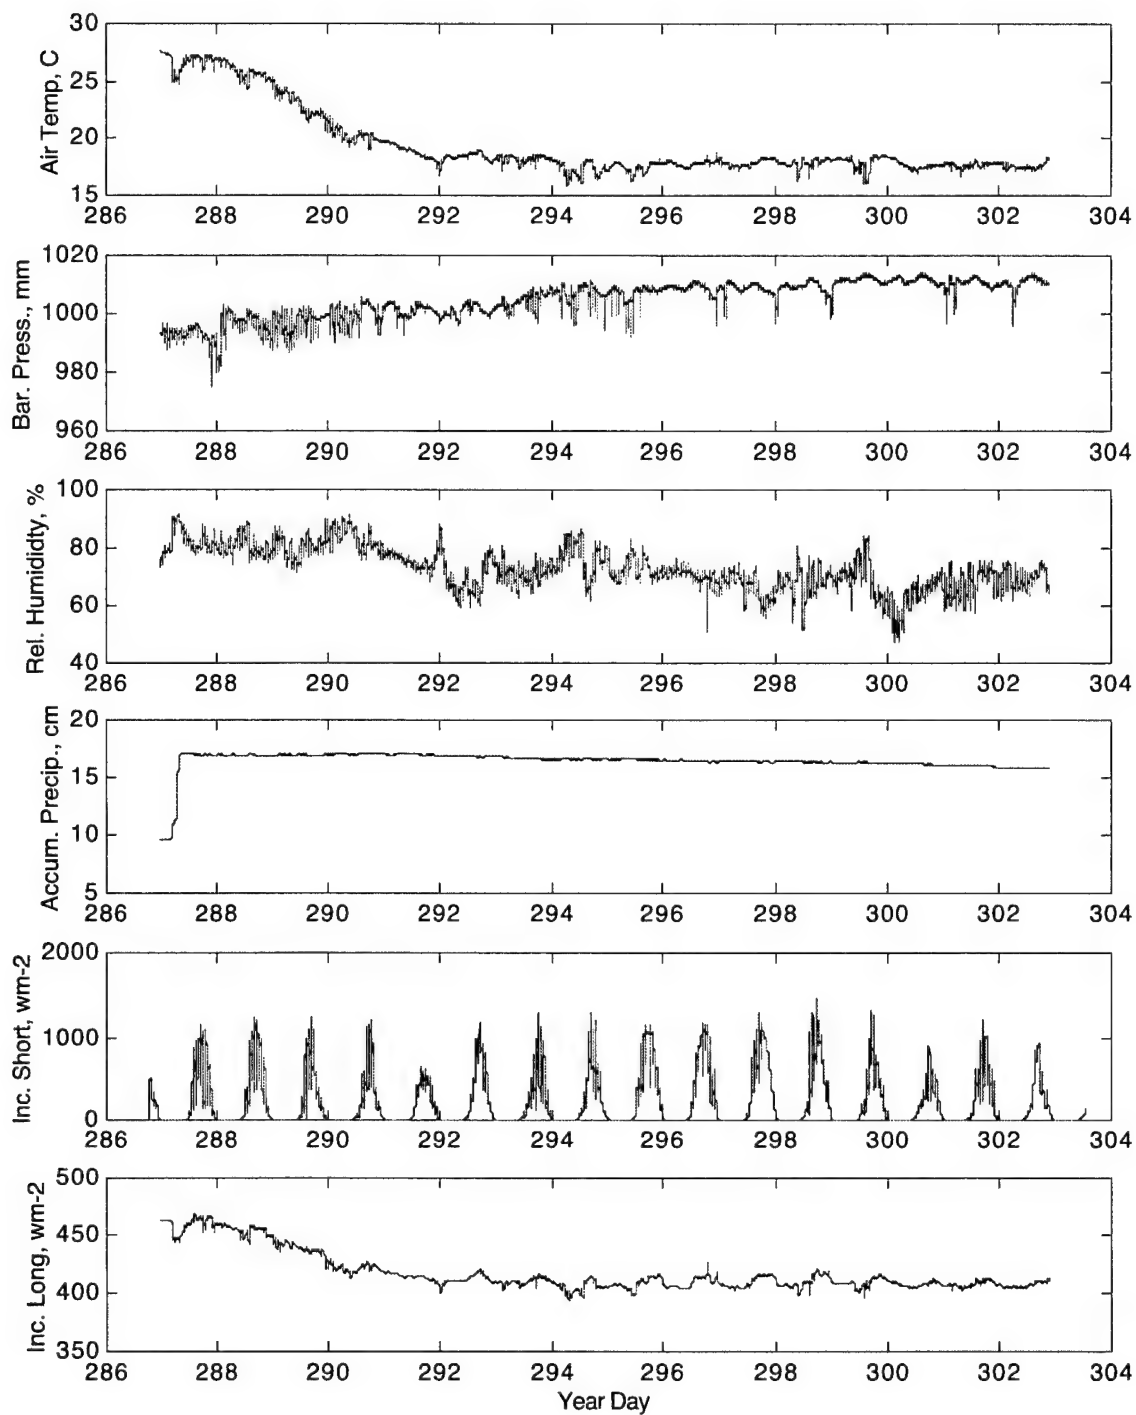 30
25
20
15
Air Temp, C
286 288 290 292 294 296 298 300 302 304
1020
1000
980
960
Bar. Press., mm
286 288 290 292 294 296 298 300 302 304
100
80
60
40
Rel. Humididty, %
286 288 290 292 294 296 298 300 302 304
20
15
10
5
Accum. Precip., cm
286 288 290 292 294 296 298 300 302 304
2000
1000
0
Inc. Short, wm-2
286 288 290 292 294 296 298 300 302 304
500
450
400
350
Inc. Long, wm-2
286 288 290 292 294 296 298 300 302 304
Year Day